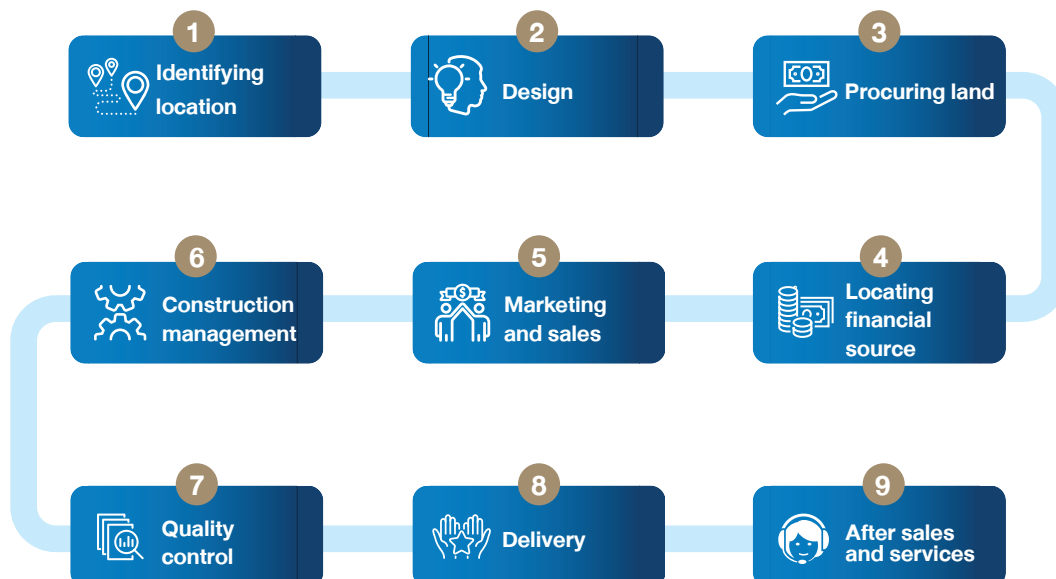 1
Identifying
location
2
Design
3
Procuring land
4
Locating
financial
source
5
Marketing
and sales
6
Construction
management
7
Quality
control
8
Delivery
9
After sales
and services